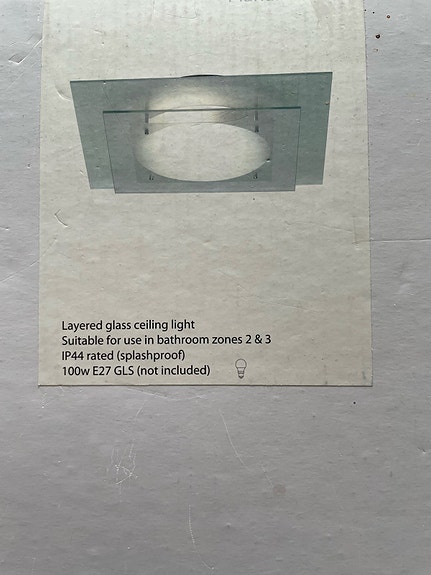 Layered glass ceiling light
Suitable for use in bathroom zones 2 & 3
IP44 rated (splashproof)
100w E27 GLS (not included)